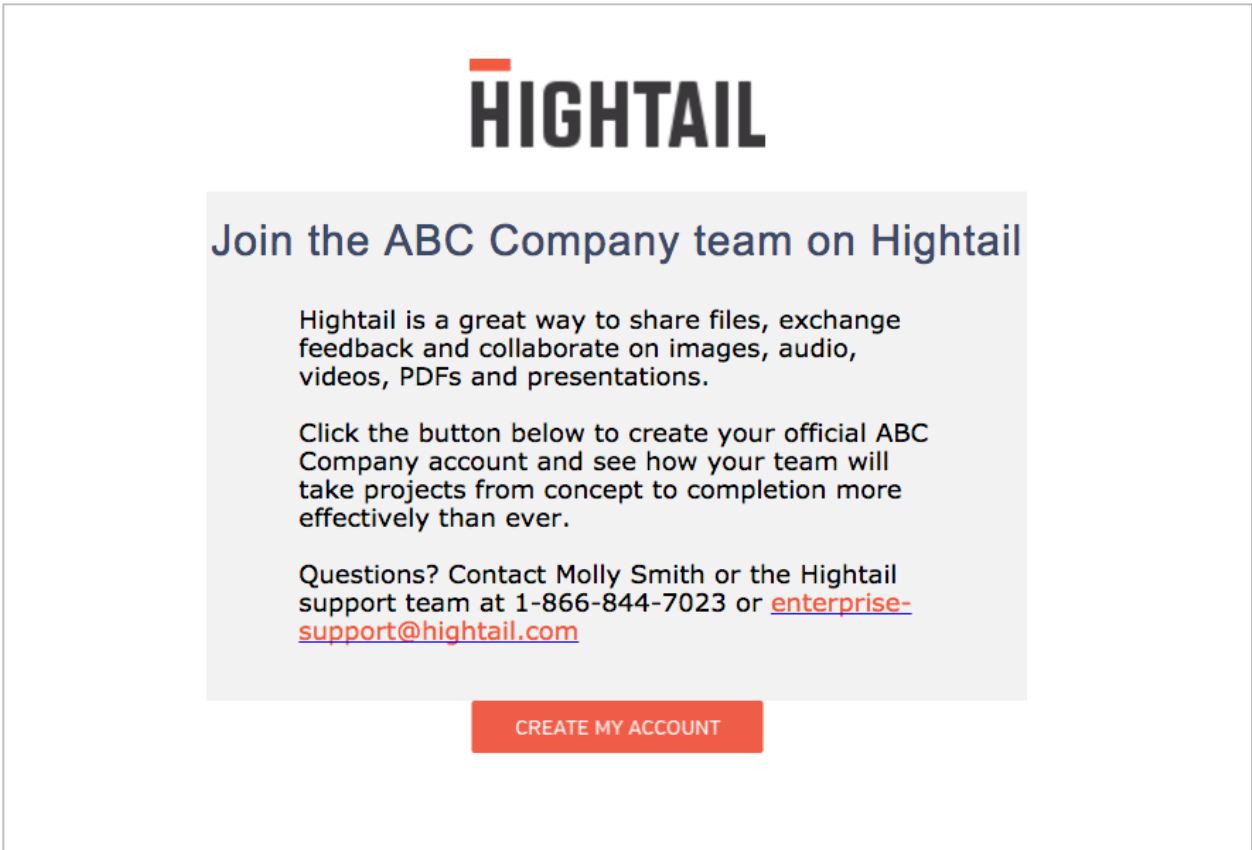 HIGHTAIL
Join the ABC Company team on Hightail
Hightail is a great way to share files, exchange
feedback and collaborate on images, audio,
videos, PDFs and presentations.
Click the button below to create your official ABC
Company account and see how your team will
take projects from concept to completion more
effectively than ever.
Questions? Contact Molly Smith or the Hightail
support team at 1-866-844-7023 or enterprise-
support@hightail.com
CREATE MY ACCOUNT